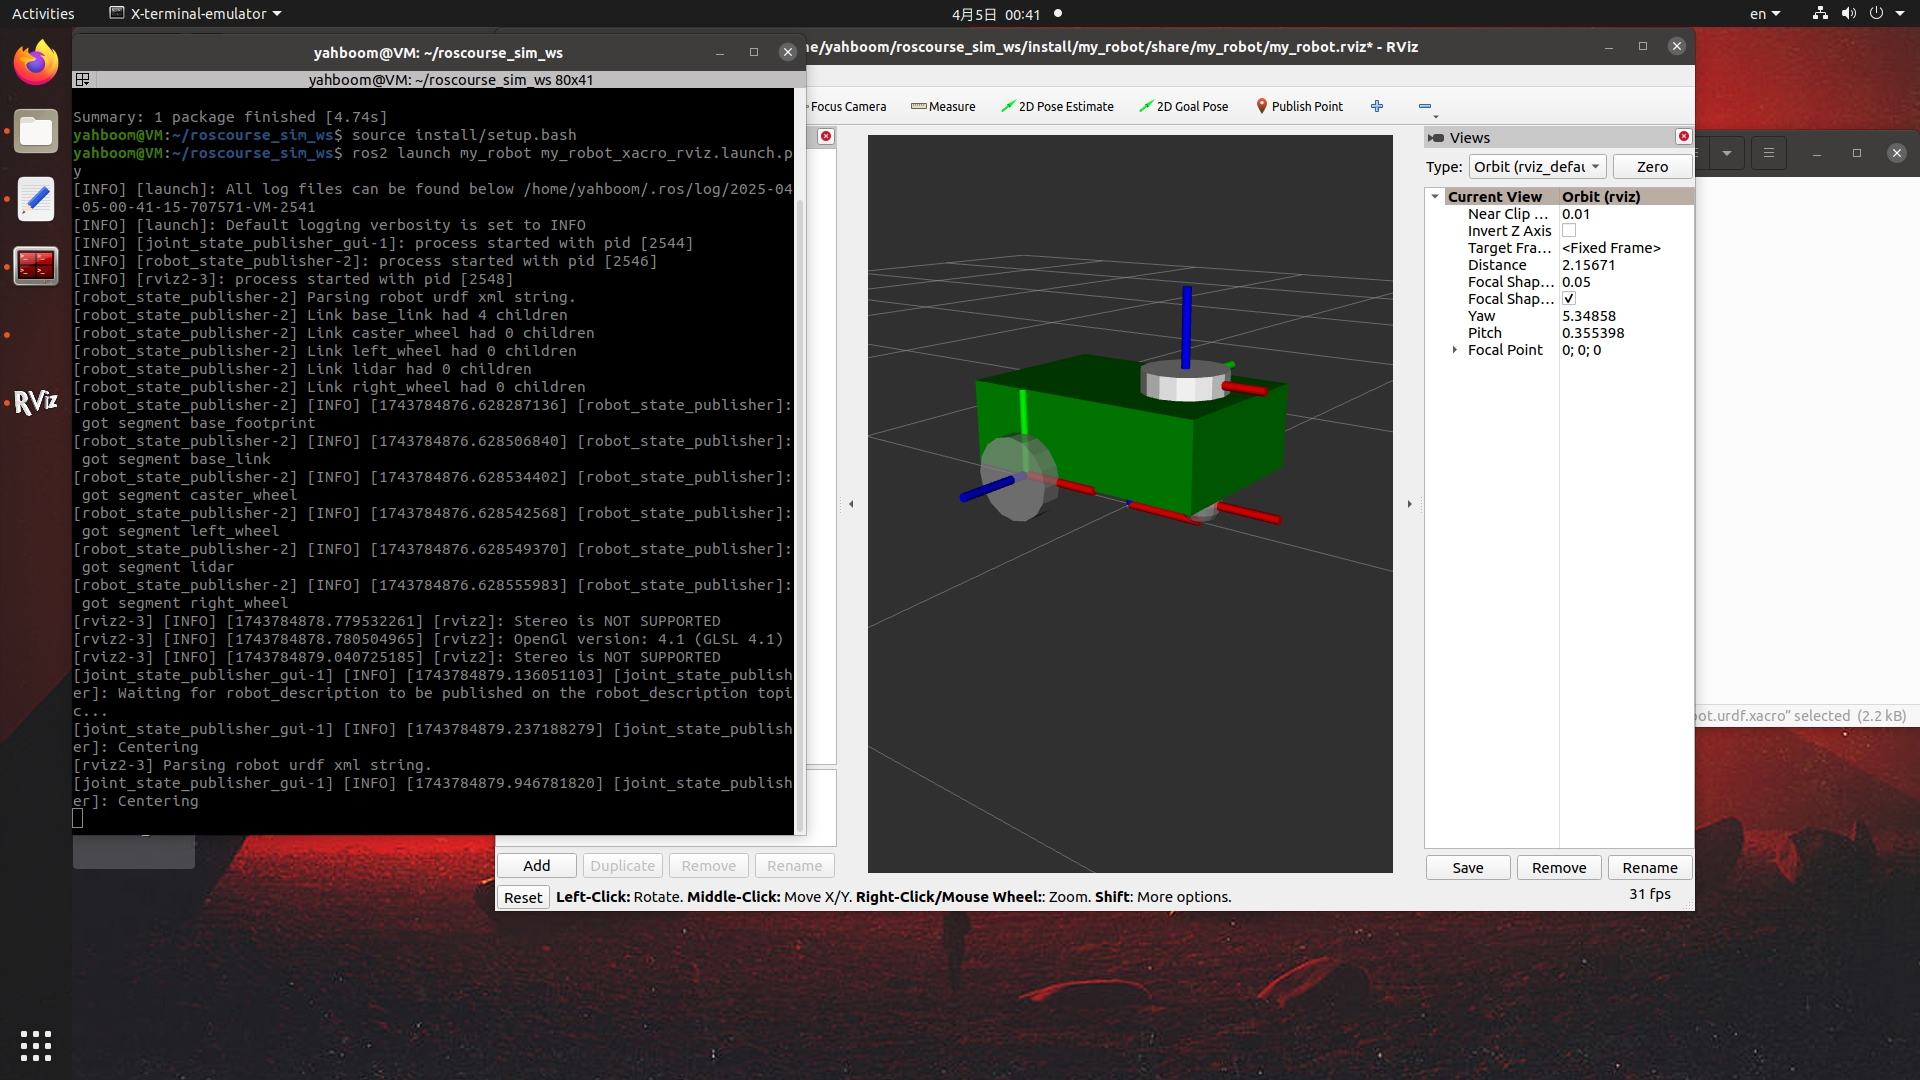 Activities
X-terminal-emulator
4月5日 00:41
en
yahboom@VM: ~/roscourse_sim_ws
yahboom@VM: ~/roscourse_sim_ws 80x41
Summary: 1 package finished [4.74s]
yahboom@VM:~/roscourse_sim_ws$ source install/setup.bash
yahboom@VM:~/roscourse_sim_ws$ ros2 launch my_robot my_robot_xacro_rviz.launch.p
y
[INFO] [launch]: All log files can be found below /home/yahboom/.ros/log/2025-04
-05-00-41-15-707571-VM-2541
[INFO] [launch]: Default logging verbosity is set to INFO
[INFO] [joint_state_publisher_gui-1]: process started with pid [2544]
[INFO] [robot_state_publisher-2]: process started with pid [2546]
[INFO] [rviz2-3]: process started with pid [2548]
[robot_state_publisher-2] Parsing robot urdf xml string.
[robot_state_publisher-2] Link base_link had 4 children
[robot_state_publisher-2] Link caster_wheel had 0 children
[robot_state_publisher-2] Link left_wheel had 0 children
[robot_state_publisher-2] Link lidar had 0 children
[robot_state_publisher-2] Link right_wheel had 0 children
[robot_state_publisher-2] [INFO] [1743784876.628287136] [robot_state_publisher]:
got segment base_footprint
[robot_state_publisher-2] [INFO] [1743784876.628506840] [robot_state_publisher]:
got segment base_link
[robot_state_publisher-2] [INFO] [1743784876.628534402] [robot_state_publisher]:
got segment caster_wheel
[robot_state_publisher-2] [INFO] [1743784876.628542568] [robot_state_publisher]:
got segment left_wheel
[robot_state_publisher-2] [INFO] [1743784876.628549370] [robot_state_publisher]:
got segment lidar
[robot_state_publisher-2] [INFO] [1743784876.628555983] [robot_state_publisher]:
got segment right_wheel
[rviz2-3] [INFO] [1743784878.779532261] [rviz2]: Stereo is NOT SUPPORTED
[rviz2-3] [INFO] [1743784878.780504965] [rviz2]: OpenGl version: 4.1 (GLSL 4.1)
[rviz2-3] [INFO] [1743784879.040725185] [rviz2]: Stereo is NOT SUPPORTED
[joint_state_publisher_gui-1] [INFO] [1743784879.136051103] [joint_state_publish
er]: Waiting for robot_description to be published on the robot_description topi
c...
[joint_state_publisher_gui-1] [INFO] [1743784879.237188279] [joint_state_publish
er]: Centering
[rviz2-3] Parsing robot urdf xml string.
[joint_state_publisher_gui-1] [INFO] [1743784879.946781820] [joint_state_publish
er]: Centering
RViz
me/yahboom/roscourse_sim_ws/install/my_robot/share/my_robot/my_robot.rviz* - RViz
Focus Camera
Measure
2D Pose Estimate
2D Goal Pose
Publish Point
Views
Type: Orbit (rviz_defau Zero
Current View Orbit (rviz)
Near Clip ... 0.01
Invert Z Axis
Target Fra... <Fixed Frame>
Distance 2.15671
Focal Shap... 0.05
Focal Shap... ✓
Yaw 5.34858
Pitch 0.355398
Focal Point 0; 0; 0
Save Remove Rename
Add Duplicate Remove Rename
Reset Left-Click: Rotate. Middle-Click: Move X/Y. Right-Click/Mouse Wheel:: Zoom. Shift: More options.
31 fps
bot.urdf.xacro" selected (2.2 kB)